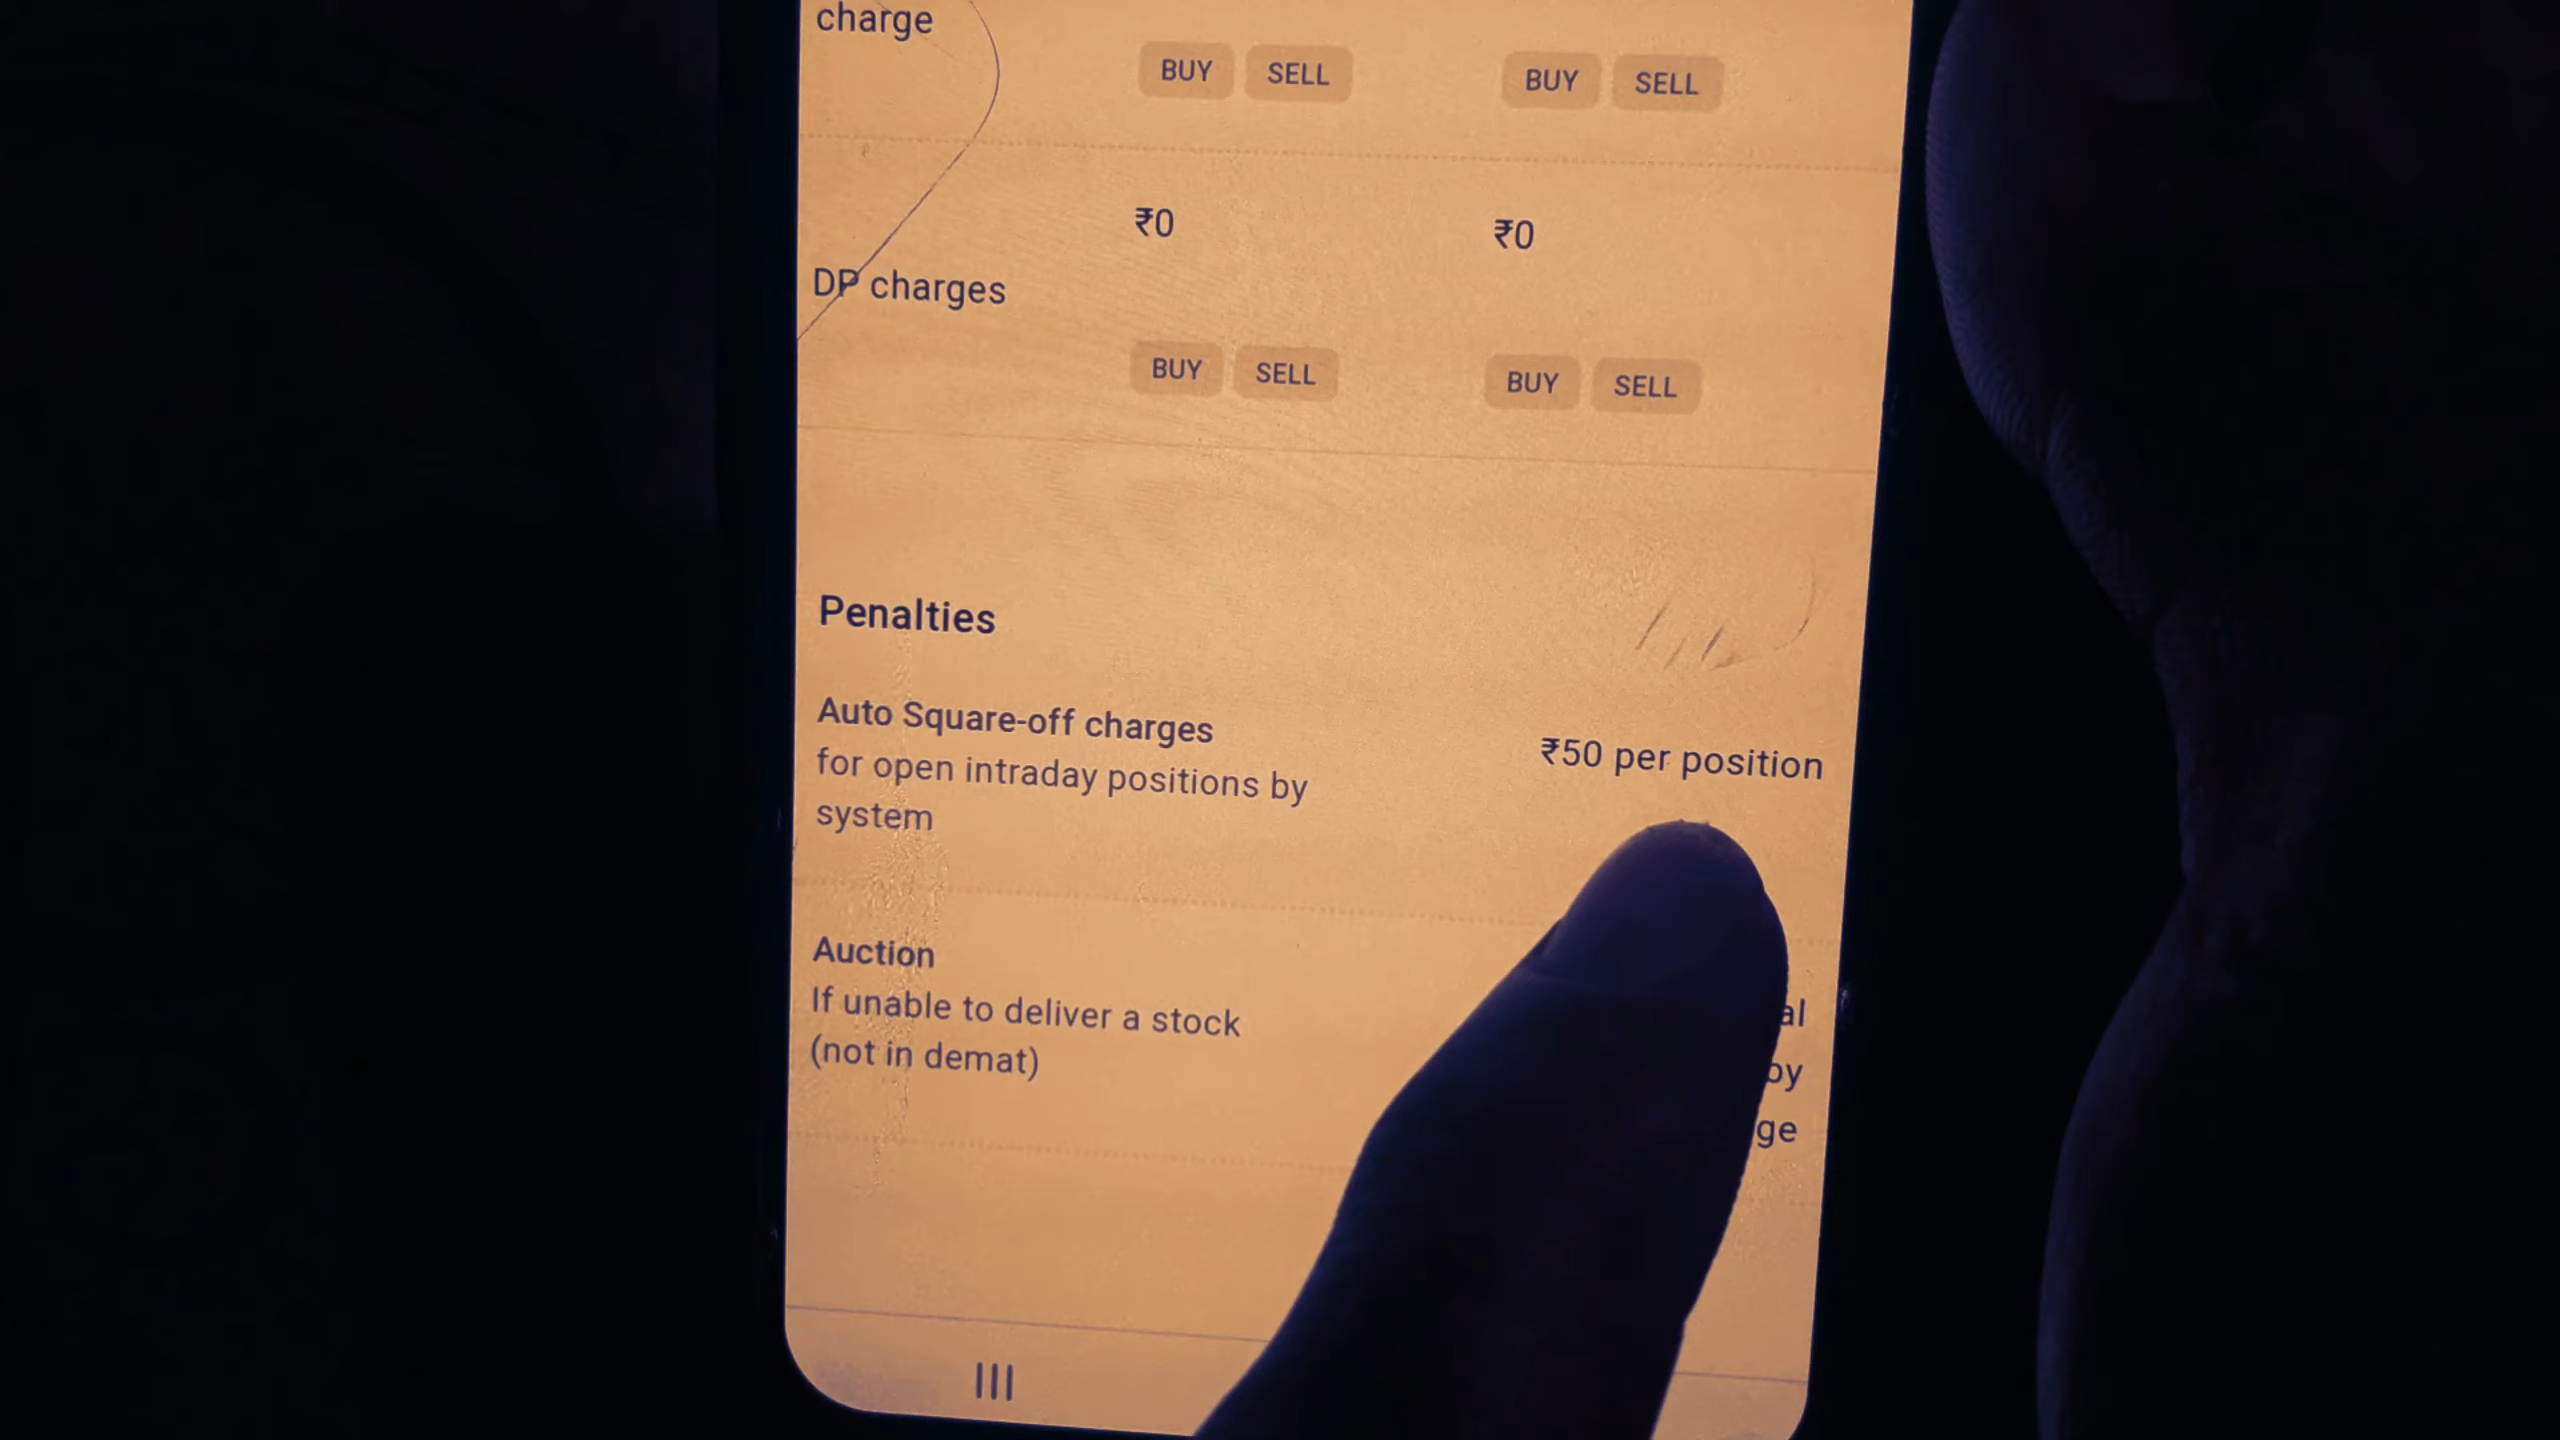 charge
BUY SELL BUY SELL
₹0 ₹0
DP charges
BUY SELL BUY SELL
Penalties
Auto Square-off charges
for open intraday positions by
system
₹50 per position
Auction
If unable to deliver a stock
(not in demat)